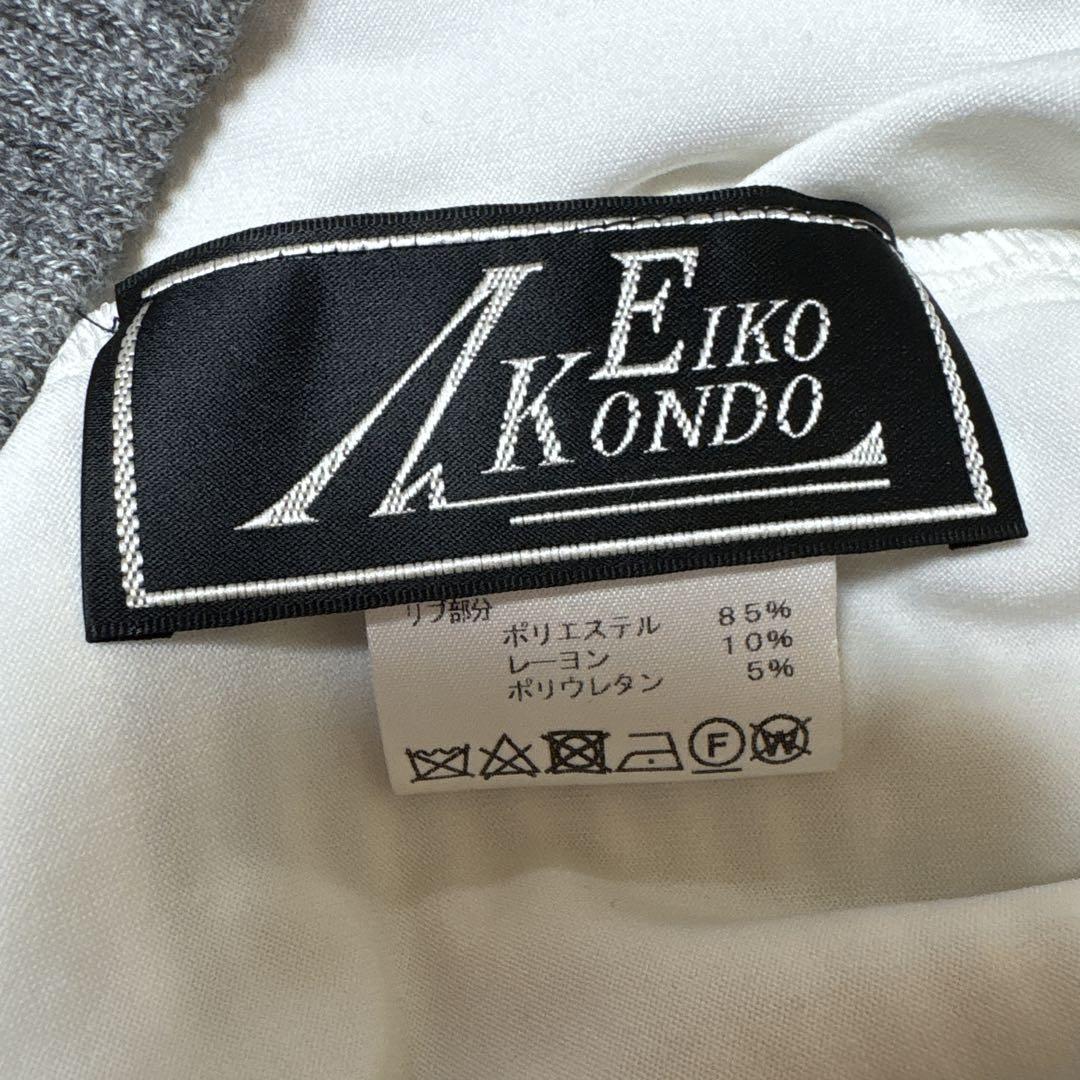 EIKO
KONDO
リブ部分
ポリエステル 85%
レーヨン 10%
ポリウレタン 5%
F W